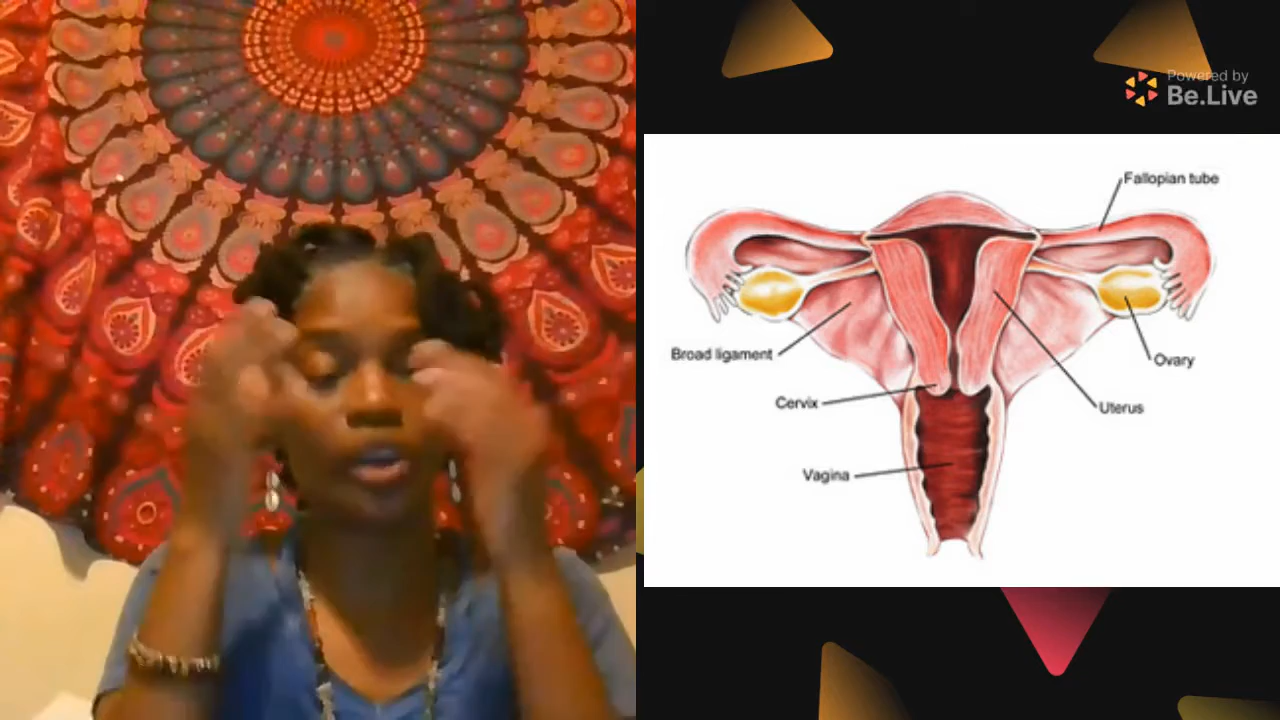 Powered by
Be.Live
Fallopian tube
Broad ligament
Ovary
Cervix
Uterus
Vagina